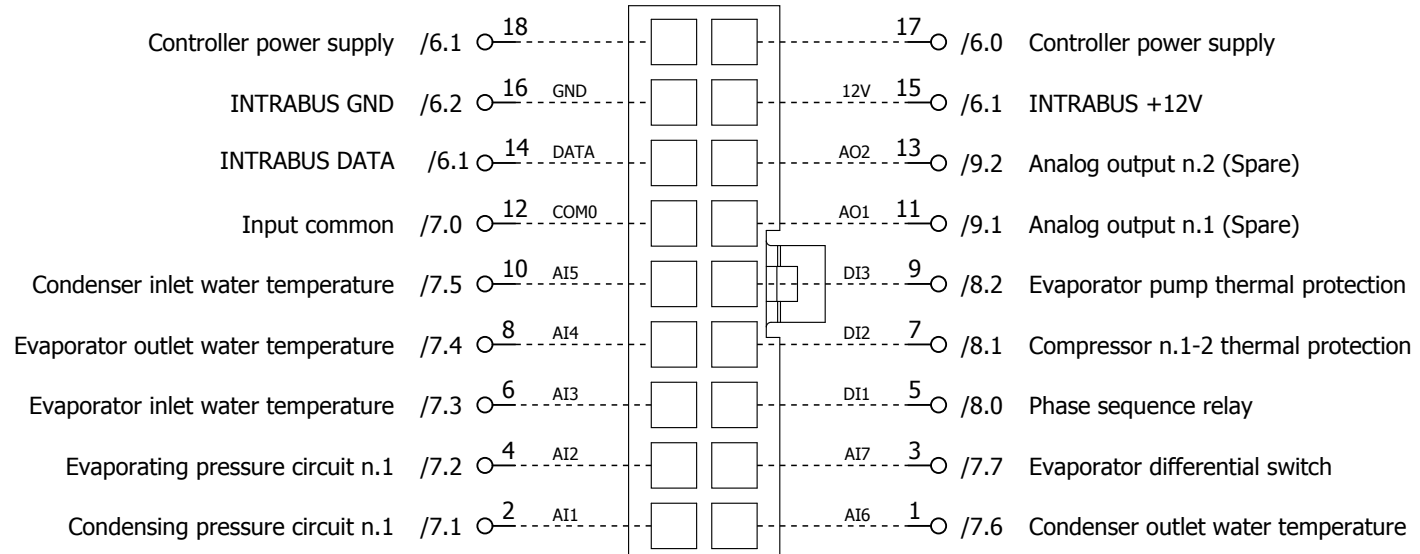 Controller power supply /6.1 18 17 /6.0 Controller power supply
INTRABUS GND /6.2 16 GND 12V 15 /6.1 INTRABUS +12V
INTRABUS DATA /6.1 14 DATA AO2 13 /9.2 Analog output n.2 (Spare)
Input common /7.0 12 COM0 AO1 11 /9.1 Analog output n.1 (Spare)
Condenser inlet water temperature /7.5 10 AI5 DI3 9 /8.2 Evaporator pump thermal protection
Evaporator outlet water temperature /7.4 8 AI4 DI2 7 /8.1 Compressor n.1-2 thermal protection
Evaporator inlet water temperature /7.3 6 AI3 DI1 5 /8.0 Phase sequence relay
Evaporating pressure circuit n.1 /7.2 4 AI2 AI7 3 /7.7 Evaporator differential switch
Condensing pressure circuit n.1 /7.1 2 AI1 AI6 1 /7.6 Condenser outlet water temperature